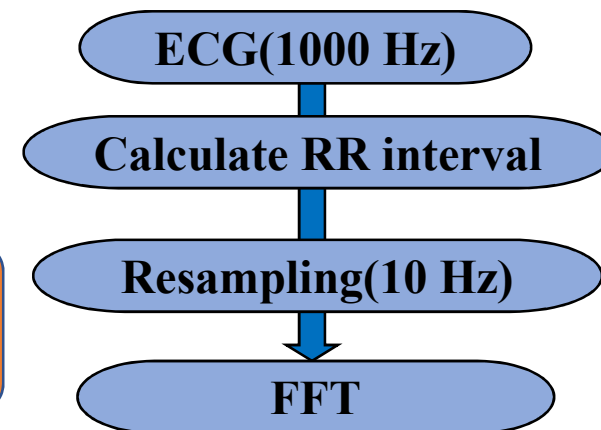 ECG(1000 Hz)
Calculate RR interval
Resampling(10 Hz)
FFT